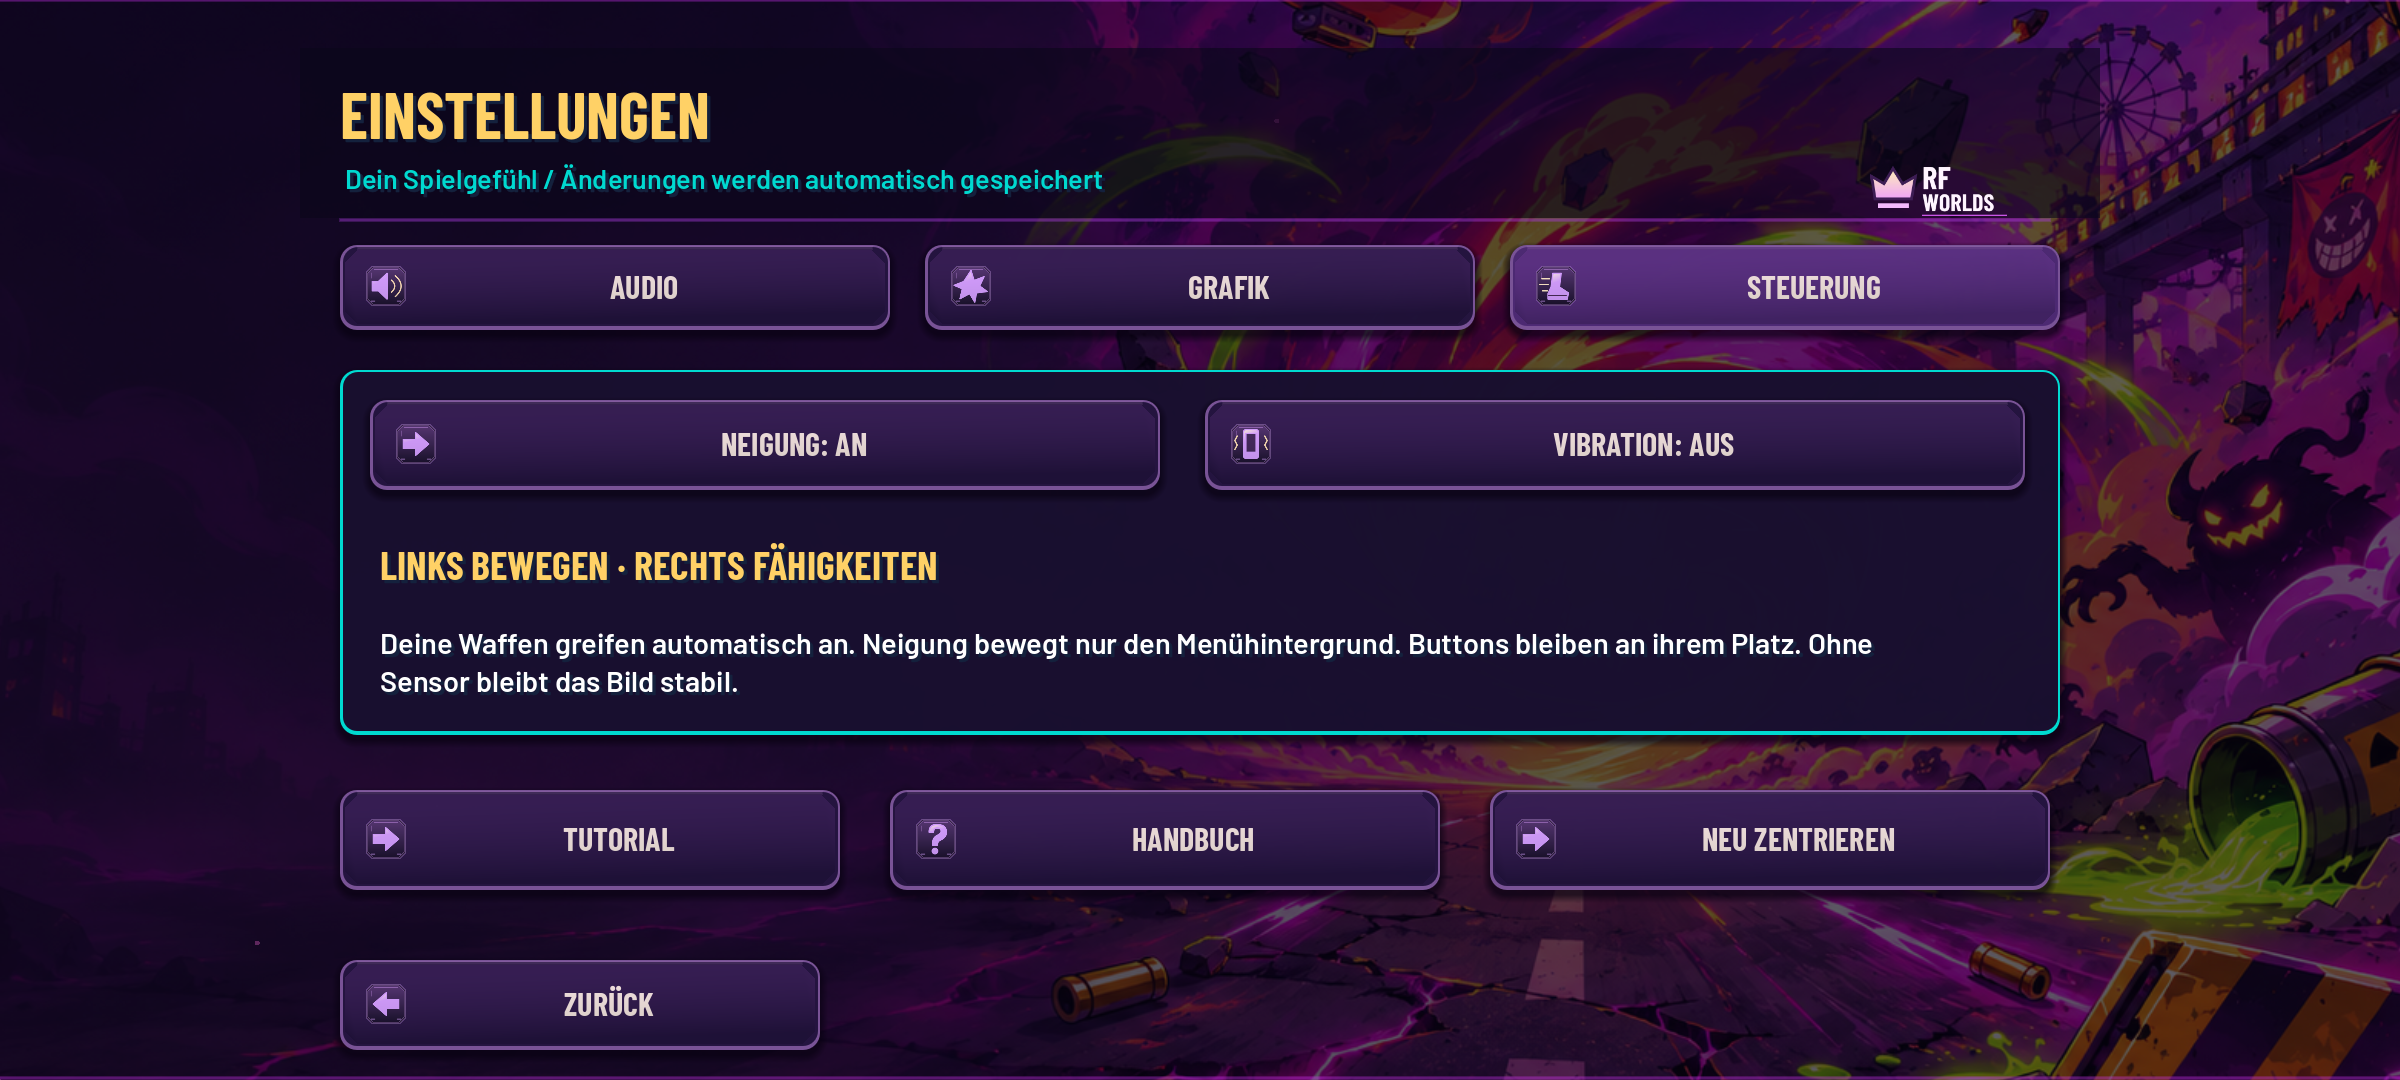 EINSTELLUNGEN
Dein Spielgefühl / Änderungen werden automatisch gespeichert
RF
WORLDS
AUDIO
GRAFIK
STEUERUNG
NEIGUNG: AN
VIBRATION: AUS
LINKS BEWEGEN · RECHTS FÄHIGKEITEN
Deine Waffen greifen automatisch an. Neigung bewegt nur den Menühintergrund. Buttons bleiben an ihrem Platz. Ohne
Sensor bleibt das Bild stabil.
TUTORIAL
HANDBUCH
NEU ZENTRIEREN
ZURÜCK